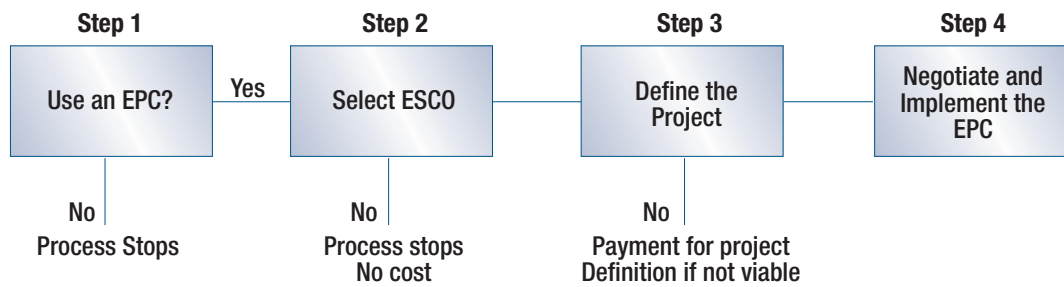 Step 1
Step 2
Step 3
Step 4
Use an EPC?
Yes
Select ESCO
Define the
Project
Negotiate and
Implement the
EPC
No
Process Stops
No
Process stops
No cost
No
Payment for project
Definition if not viable